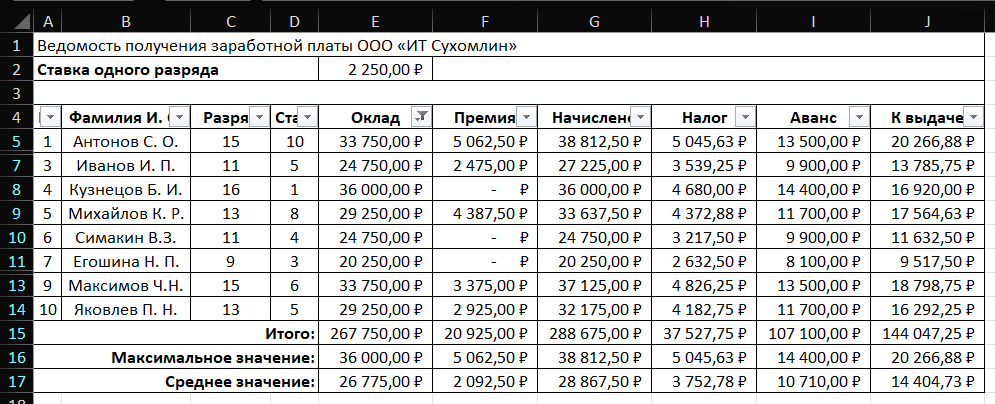 A B C D E F G H I J
1 Ведомость получения заработной платы ООО «ИТ Сухомлин»
2 Ставка одного разряда 2 250,00 ₽
3
4 Фамилия И. Разря Ста Оклад Премия Начислено Налог Аванс К выдаче
5 1 Антонов С. О. 15 10 33 750,00 ₽ 5 062,50 ₽ 38 812,50 ₽ 5 045,63 ₽ 13 500,00 ₽ 20 266,88 ₽
7 3 Иванов И. П. 11 5 24 750,00 ₽ 2 475,00 ₽ 27 225,00 ₽ 3 539,25 ₽ 9 900,00 ₽ 13 785,75 ₽
8 4 Кузнецов Б. И. 16 1 36 000,00 ₽ - ₽ 36 000,00 ₽ 4 680,00 ₽ 14 400,00 ₽ 16 920,00 ₽
9 5 Михайлов К. Р. 13 8 29 250,00 ₽ 4 387,50 ₽ 33 637,50 ₽ 4 372,88 ₽ 11 700,00 ₽ 17 564,63 ₽
10 6 Симакин В.З. 11 4 24 750,00 ₽ - ₽ 24 750,00 ₽ 3 217,50 ₽ 9 900,00 ₽ 11 632,50 ₽
11 7 Егошина Н. П. 9 3 20 250,00 ₽ - ₽ 20 250,00 ₽ 2 632,50 ₽ 8 100,00 ₽ 9 517,50 ₽
13 9 Максимов Ч.Н. 15 6 33 750,00 ₽ 3 375,00 ₽ 37 125,00 ₽ 4 826,25 ₽ 13 500,00 ₽ 18 798,75 ₽
14 10 Яковлев П. Н. 13 5 29 250,00 ₽ 2 925,00 ₽ 32 175,00 ₽ 4 182,75 ₽ 11 700,00 ₽ 16 292,25 ₽
15 Итого: 267 750,00 ₽ 20 925,00 ₽ 288 675,00 ₽ 37 527,75 ₽ 107 100,00 ₽ 144 047,25 ₽
16 Максимальное значение: 36 000,00 ₽ 5 062,50 ₽ 38 812,50 ₽ 5 045,63 ₽ 14 400,00 ₽ 20 266,88 ₽
17 Среднее значение: 26 775,00 ₽ 2 092,50 ₽ 28 867,50 ₽ 3 752,78 ₽ 10 710,00 ₽ 14 404,73 ₽